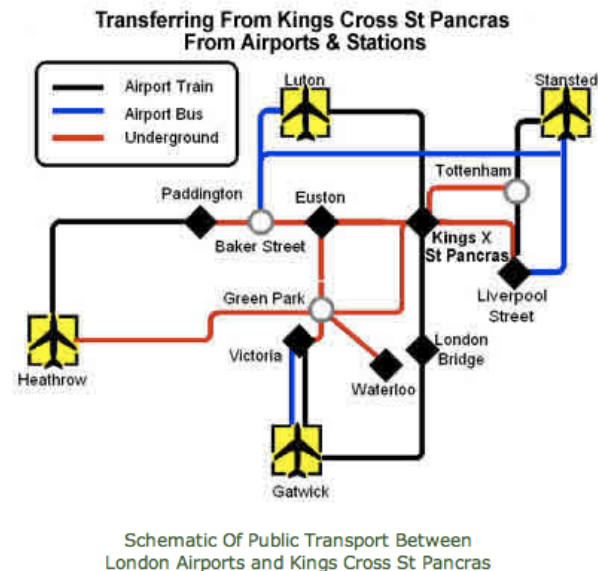 Transferring From Kings Cross St Pancras
From Airports & Stations
Airport Train
Airport Bus
Underground
Luton
Stansted
Tottenham
Paddington
Euston
Baker Street
Kings X
St Pancras
Liverpool
Street
Green Park
Victoria
London
Bridge
Waterloo
Heathrow
Gatwick
Schematic Of Public Transport Between
London Airports and Kings Cross St Pancras